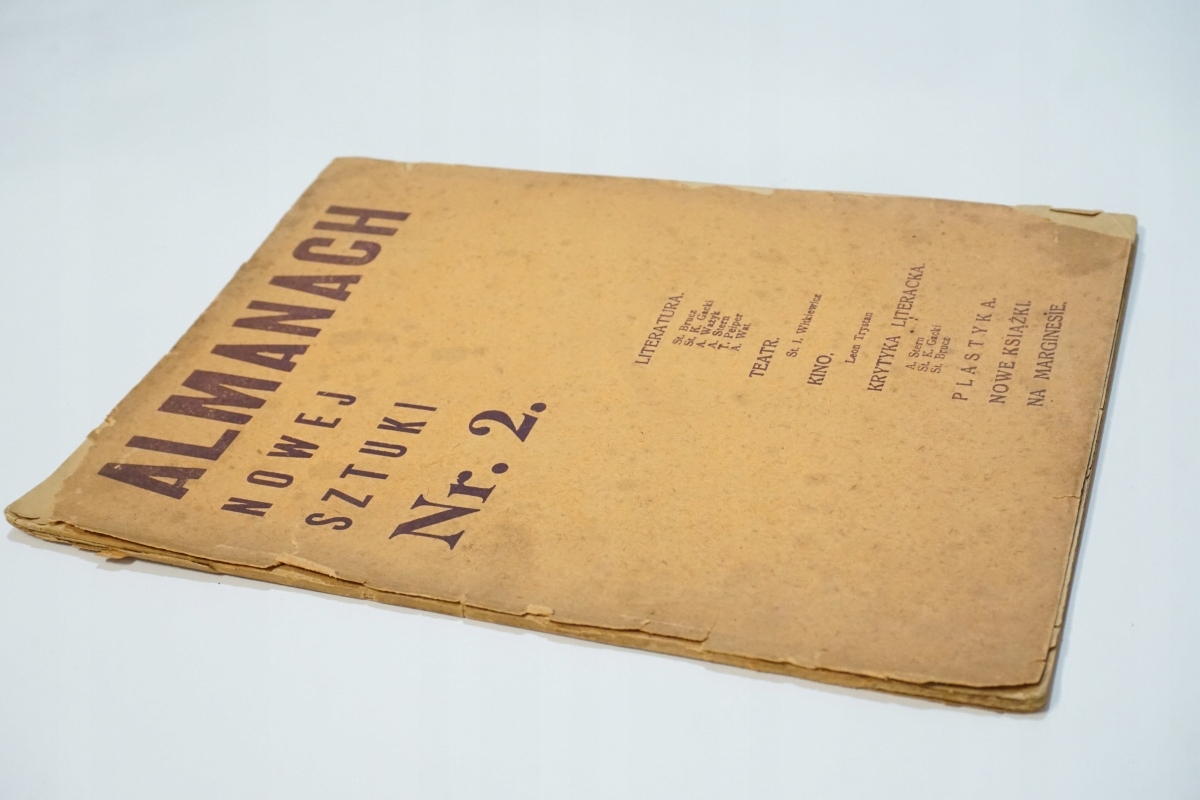 ALMANACH
NOWEJ
SZTUKI
Nr. 2.
LITERATURA.
St. Brucz
St. K. Gacki
A. Ważyk
A. Stern
T. Peiper
A. Wat
TEATR.
St. I. Witkiewicz
KINO.
Leon Trystan
KRYTYKA LITERACKA.
A. Stern
St. K. Gacki
St. Brucz
PLASTYKA.
NOWE KSIĄŻKI.
NA MARGINESIE.